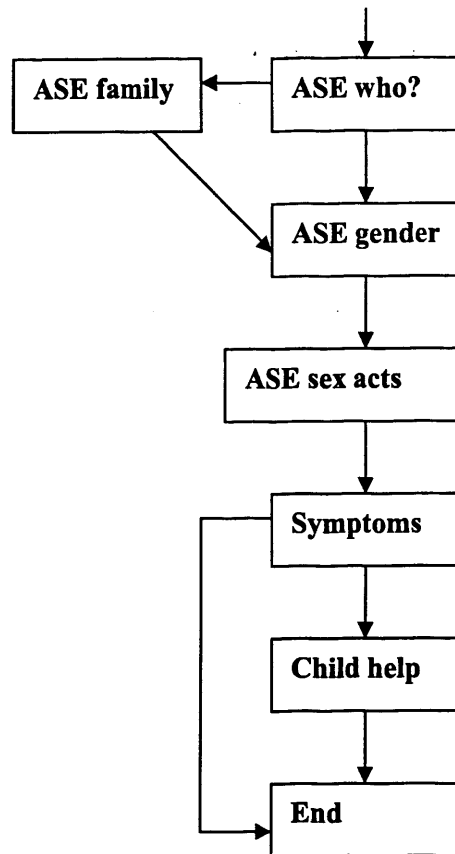 ASE family
ASE who?
ASE gender
ASE sex acts
Symptoms
Child help
End